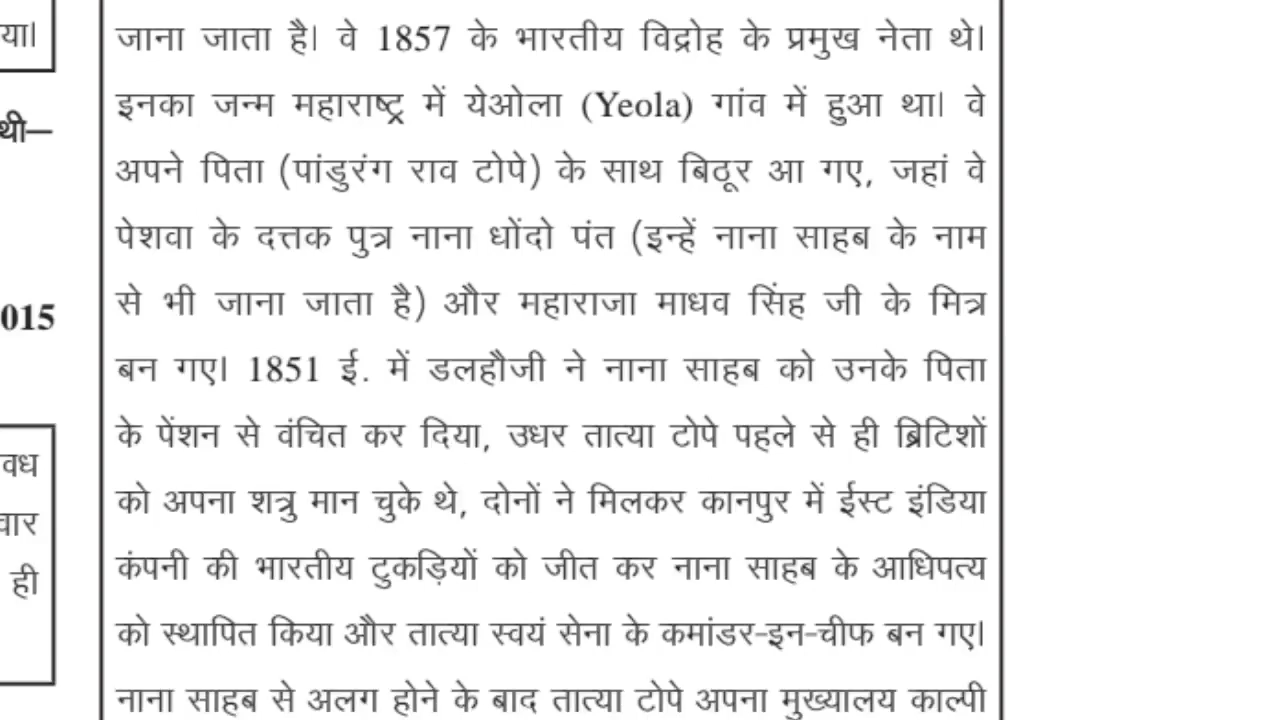 या।
थी–
015
वध
वार
ही
जाना जाता है। वे 1857 के भारतीय विद्रोह के प्रमुख नेता थे।
इनका जन्म महाराष्ट्र में येओला (Yeola) गांव में हुआ था। वे
अपने पिता (पांडुरंग राव टोपे) के साथ बिठूर आ गए, जहां वे
पेशवा के दत्तक पुत्र नाना धोंदो पंत (इन्हें नाना साहब के नाम
से भी जाना जाता है) और महाराजा माधव सिंह जी के मित्र
बन गए। 1851 ई. में डलहौजी ने नाना साहब को उनके पिता
के पेंशन से वंचित कर दिया, उधर तात्या टोपे पहले से ही ब्रिटिशों
को अपना शत्रु मान चुके थे, दोनों ने मिलकर कानपुर में ईस्ट इंडिया
कंपनी की भारतीय टुकड़ियों को जीत कर नाना साहब के आधिपत्य
को स्थापित किया और तात्या स्वयं सेना के कमांडर-इन-चीफ बन गए।
नाना साहब से अलग होने के बाद तात्या टोपे अपना मुख्यालय काल्पी